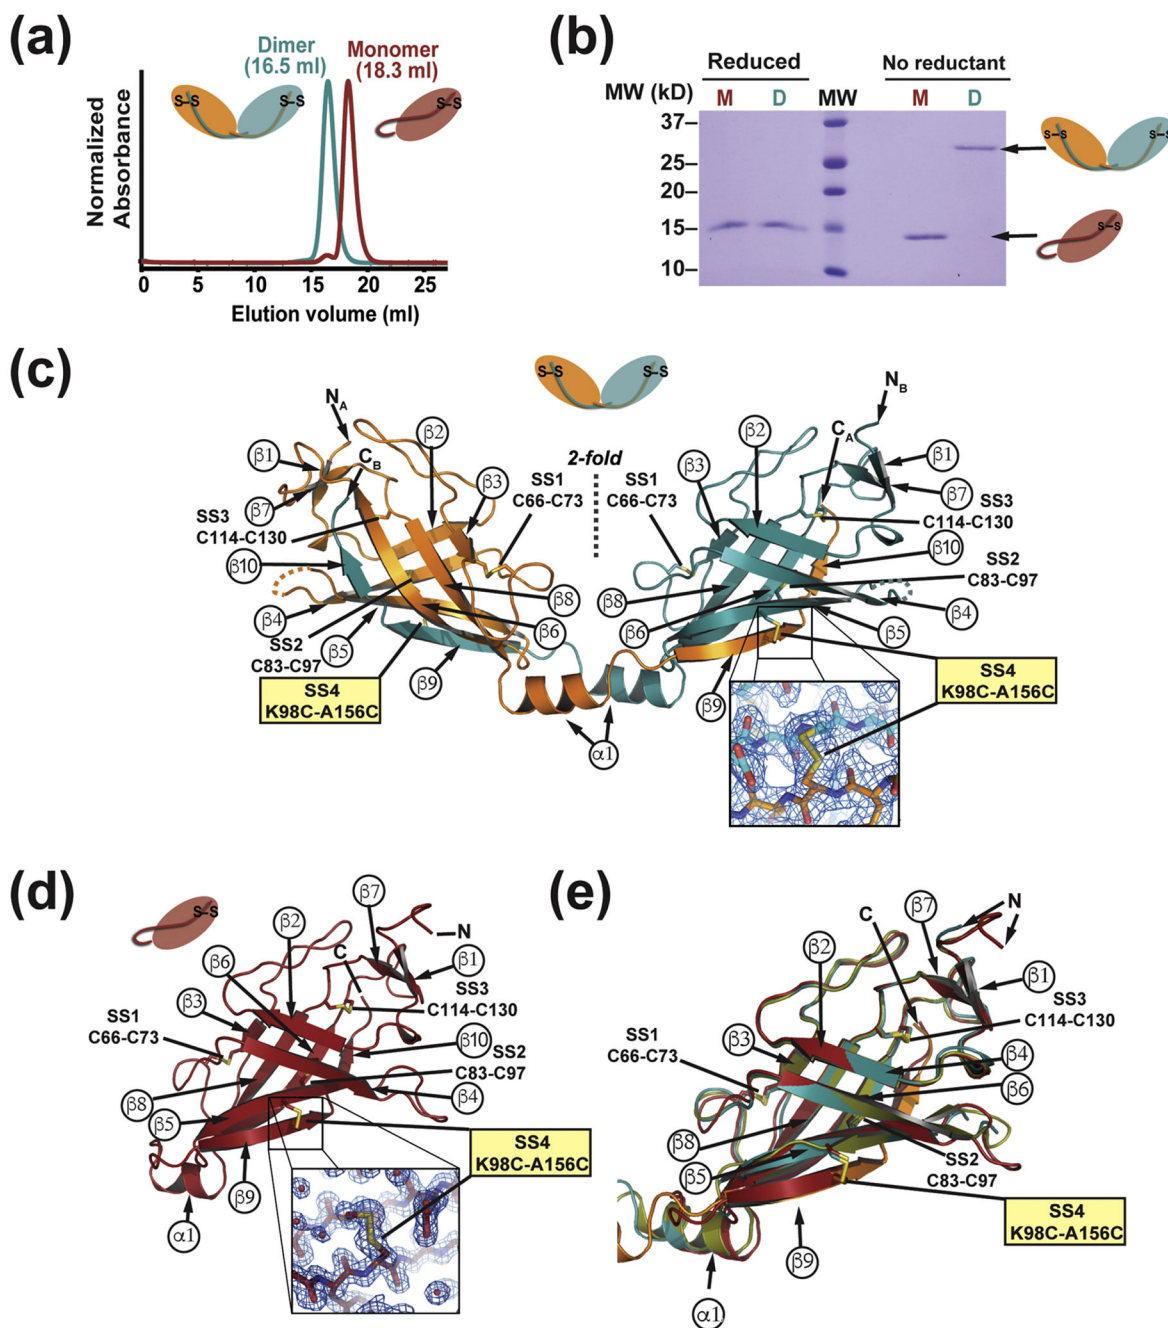 (a)
Dimer
(16.5 ml)
Monomer
(18.3 ml)
S-S
S-S
S-S
Normalized
Absorbance
0
5
10
15
20
25
Elution volume (ml)
(b)
Reduced
No reductant
MW (kD)
M
D
MW
M
D
37
25
20
15
10
S-S
S-S
S-S
(c)
S-S
S-S
2-fold
NA
β1
β7
CB
β2
β3
SS1
C66-C73
SS3
C114-C130
β10
β4
SS2
C83-C97
β5
β9
β8
β6
SS4
K98C-A156C
α1
SS1
C66-C73
β3
β2
CA
NB
β1
β7
SS3
C114-C130
β10
SS2
C83-C97
β8
β6
β4
β5
β9
SS4
K98C-A156C
(d)
S-S
β7
N
β2
C
β6
β1
SS3
C114-C130
β3
SS1
C66-C73
β10
SS2
C83-C97
β8
β4
β5
β9
SS4
K98C-A156C
α1
(e)
β7
C
N
β2
β1
SS3
C114-C130
SS1
C66-C73
β3
β4
β6
β8
β5
SS2
C83-C97
SS4
K98C-A156C
β9
α1